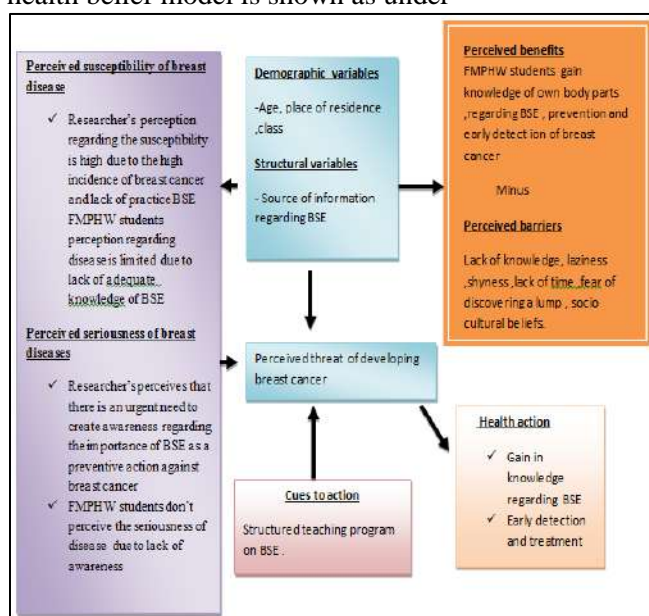 health belief model is shown as under
Perceived susceptibility of breast
disease
✓ Researcher's perception
regarding the susceptibility
is high due to the high
incidence of breast cancer
and lack of practice BSE
FMPHW students
perception regarding
disease is limited due to
lack of adequate
knowledge of BSE
Perceived seriousness of breast
diseases
✓ Researcher's perceives that
there is an urgent need to
create awareness regarding
the importance of BSE as a
preventive action against
breast cancer
✓ FMPHW students don't
perceive the seriousness of
disease due to lack of
awareness
Demographic variables
-Age, place of residence
,class
Structural variables
- Source of information
regarding BSE
Perceived threat of developing
breast cancer
Cues to action
Structured teaching program
on BSE .
Perceived benefits
FMPHW students gain
knowledge of own body parts
,regarding BSE , prevention and
early detection of breast
cancer
Minus
Perceived barriers
Lack of knowledge, laziness
,shyness ,lack of time ,fear of
discovering a lump , socio
cultural beliefs.
Health action
✓ Gain in
knowledge
regarding BSE
✓ Early detection
and treatment